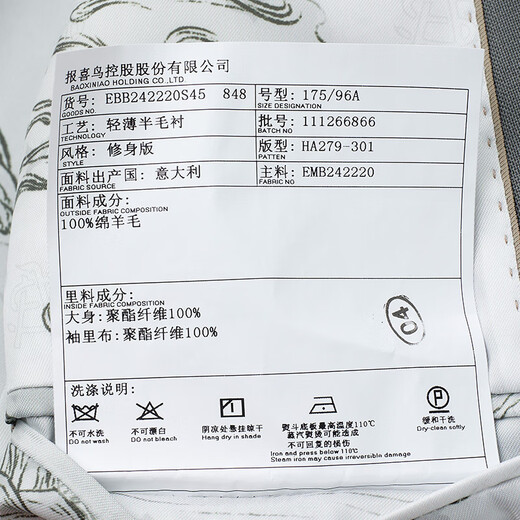 报喜鸟控股股份有限公司
BAOXINIAO HOLDING CO.,LTD
货号: EBB242220S45 848 号型: 175/96A
GOODS NO. SIZE DESIGNATION
工艺: 轻薄半毛衬 批号: 111266866
TECHNOLOGY BATCH NO
风格: 修身版 版型: HA279-301
STYLE PATTEN
面料出产国: 意大利 主料: EMB242220
FABRIC SOURCE FABRIC NO
面料成分:
OUTSIDE FABRIC COMPOSITION
100%绵羊毛
里料成分:
INSIDE FABRIC COMPOSITION
大身: 聚酯纤维100%
袖里布: 聚酯纤维100%
04
洗涤说明:
110
P
不可水洗 不可漂白 阴凉处悬挂晾干 熨斗底板最高温度110℃ 缓和干洗
Do not wash Do not bleach Hang dry in shade 蒸汽熨烫可能造成 Dry-clean softly
不可回复的损伤
Iron and press below 110℃
Steam iron may cause irreversible damage